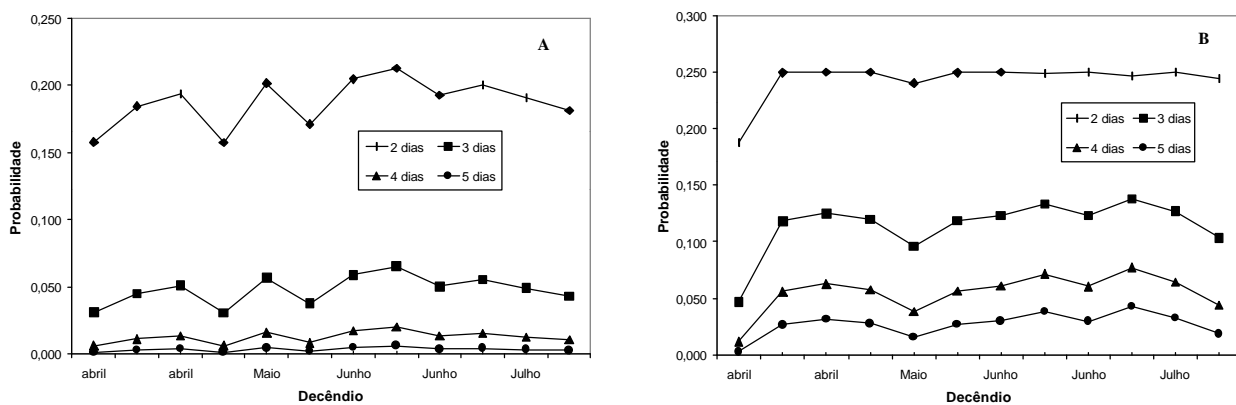 0,250
0,200
0,150
0,100
0,050
0,000
Probabilidade
A
2 dias
3 dias
4 dias
5 dias
abril
abril
Maio
Junho
Junho
Julho
Decêndio
0,300
0,250
0,200
0,150
0,100
0,050
0,000
Probabilidade
B
2 dias
3 dias
4 dias
5 dias
abril
abril
Maio
Junho
Junho
Julho
Decêndio